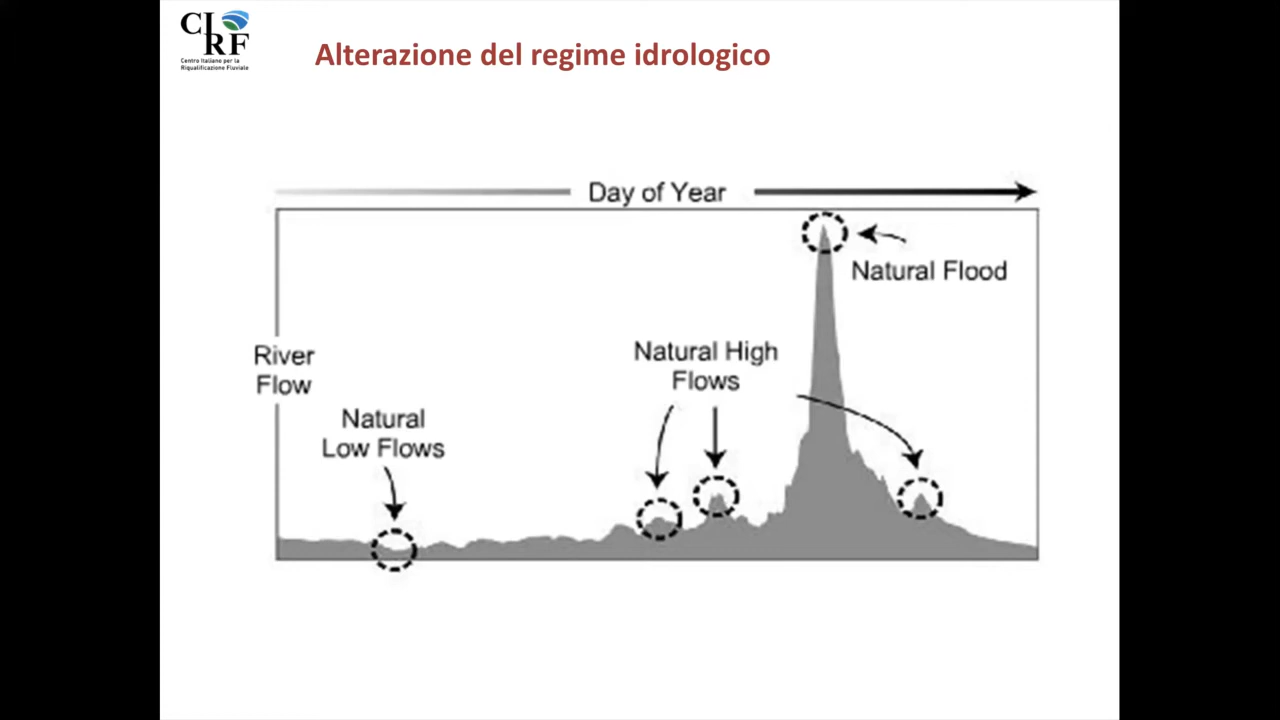 CIRF
Centro Italiano per la
Riqualificazione Fluviale
Alterazione del regime idrologico
Day of Year
Natural Flood
River
Flow
Natural High
Flows
Natural
Low Flows